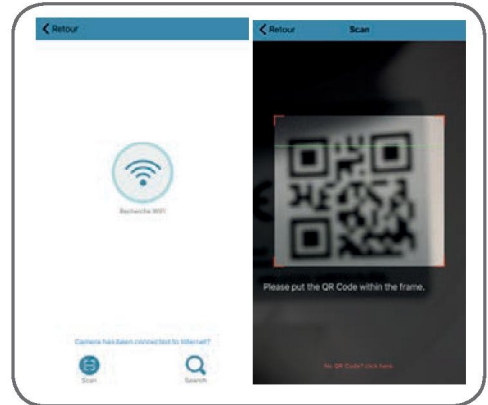 Retour
Recherche WIFI
Camera has been connected to Internet?
Scan
Search
Retour
Scan
Please put the QR Code within the frame.
No QR Code? click here